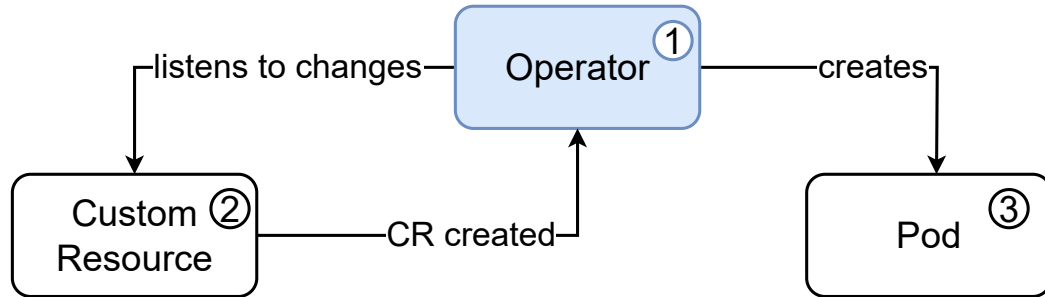 listens to changes
Operator
1
creates
Custom
Resource
2
CR created
Pod
3